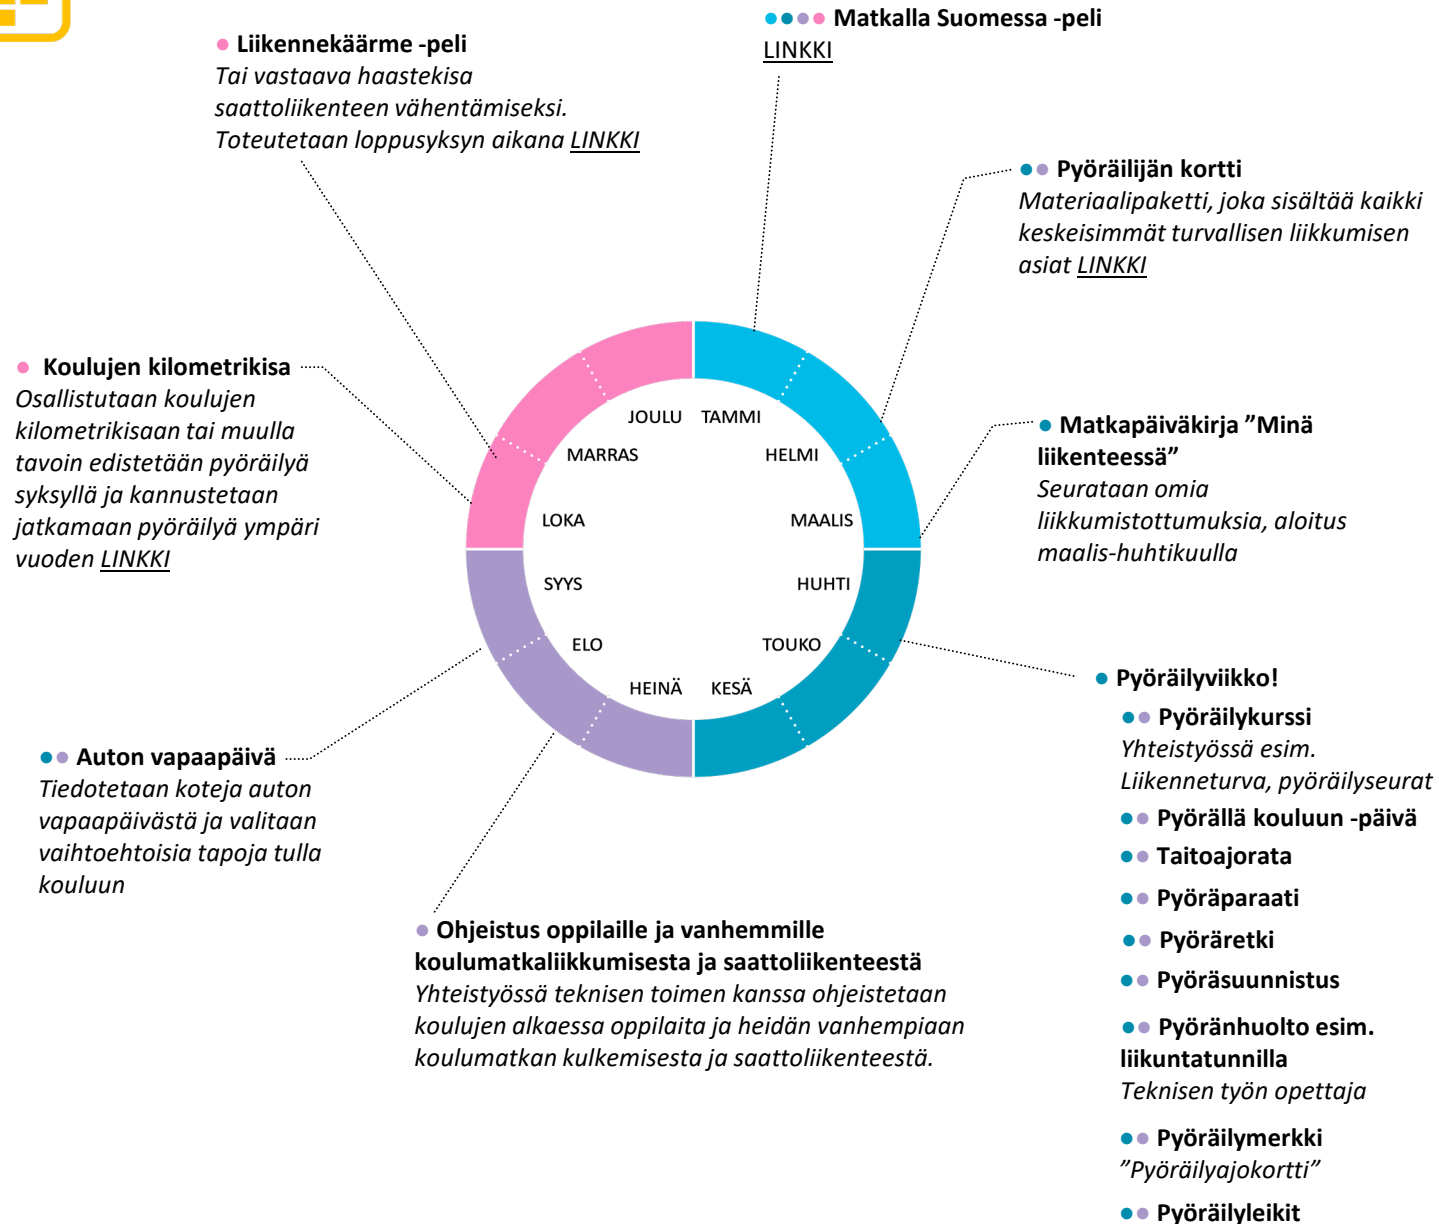 Matkalla Suomessa -peli
LINKKI
Liikennekäärme -peli
Tai vastaava haastekisa
saattoliikenteen vähentämiseksi.
Toteutetaan loppusyksyn aikana LINKKI
Pyöräilijän kortti
Materiaalipaketti, joka sisältää kaikki
keskeisimmät turvallisen liikkumisen
asiat LINKKI
Koulujen kilometrikisa
Osallistutaan koulujen
kilometrikisaan tai muulla
tavoin edistetään pyöräilyä
syksyllä ja kannustetaan
jatkamaan pyöräilyä ympäri
vuoden LINKKI
JOULU TAMMI
MARRAS HELMI
LOKA MAALIS
SYYS HUHTI
ELO TOUKO
HEINÄ KESÄ
Matkapäiväkirja ”Minä
liikenteessä”
Seurataan omia
liikkumistottumuksia, aloitus
maalis-huhtikuulla
Auton vapaapäivä
Tiedotetaan koteja auton
vapaapäivästä ja valitaan
vaihtoehtoisia tapoja tulla
kouluun
Ohjeistus oppilaille ja vanhemmille
koulumatkaliikkumisesta ja saattoliikenteestä
Yhteistyössä teknisen toimen kanssa ohjeistetaan
koulujen alkaessa oppilaita ja heidän vanhempiaan
koulumatkan kulkemisesta ja saattoliikenteestä.
Pyöräilyviikko!
Pyöräilykurssi
Yhteistyössä esim.
Liikenneturva, pyöräilyseurat
Pyörällä kouluun -päivä
Taitoajorata
Pyöräparaati
Pyöräretki
Pyöräsuunnistus
Pyöränhuolto esim.
liikuntatunnilla
Teknisen työn opettaja
Pyöräilymerkki
”Pyöräilyajokortti”
Pyöräilyleikit